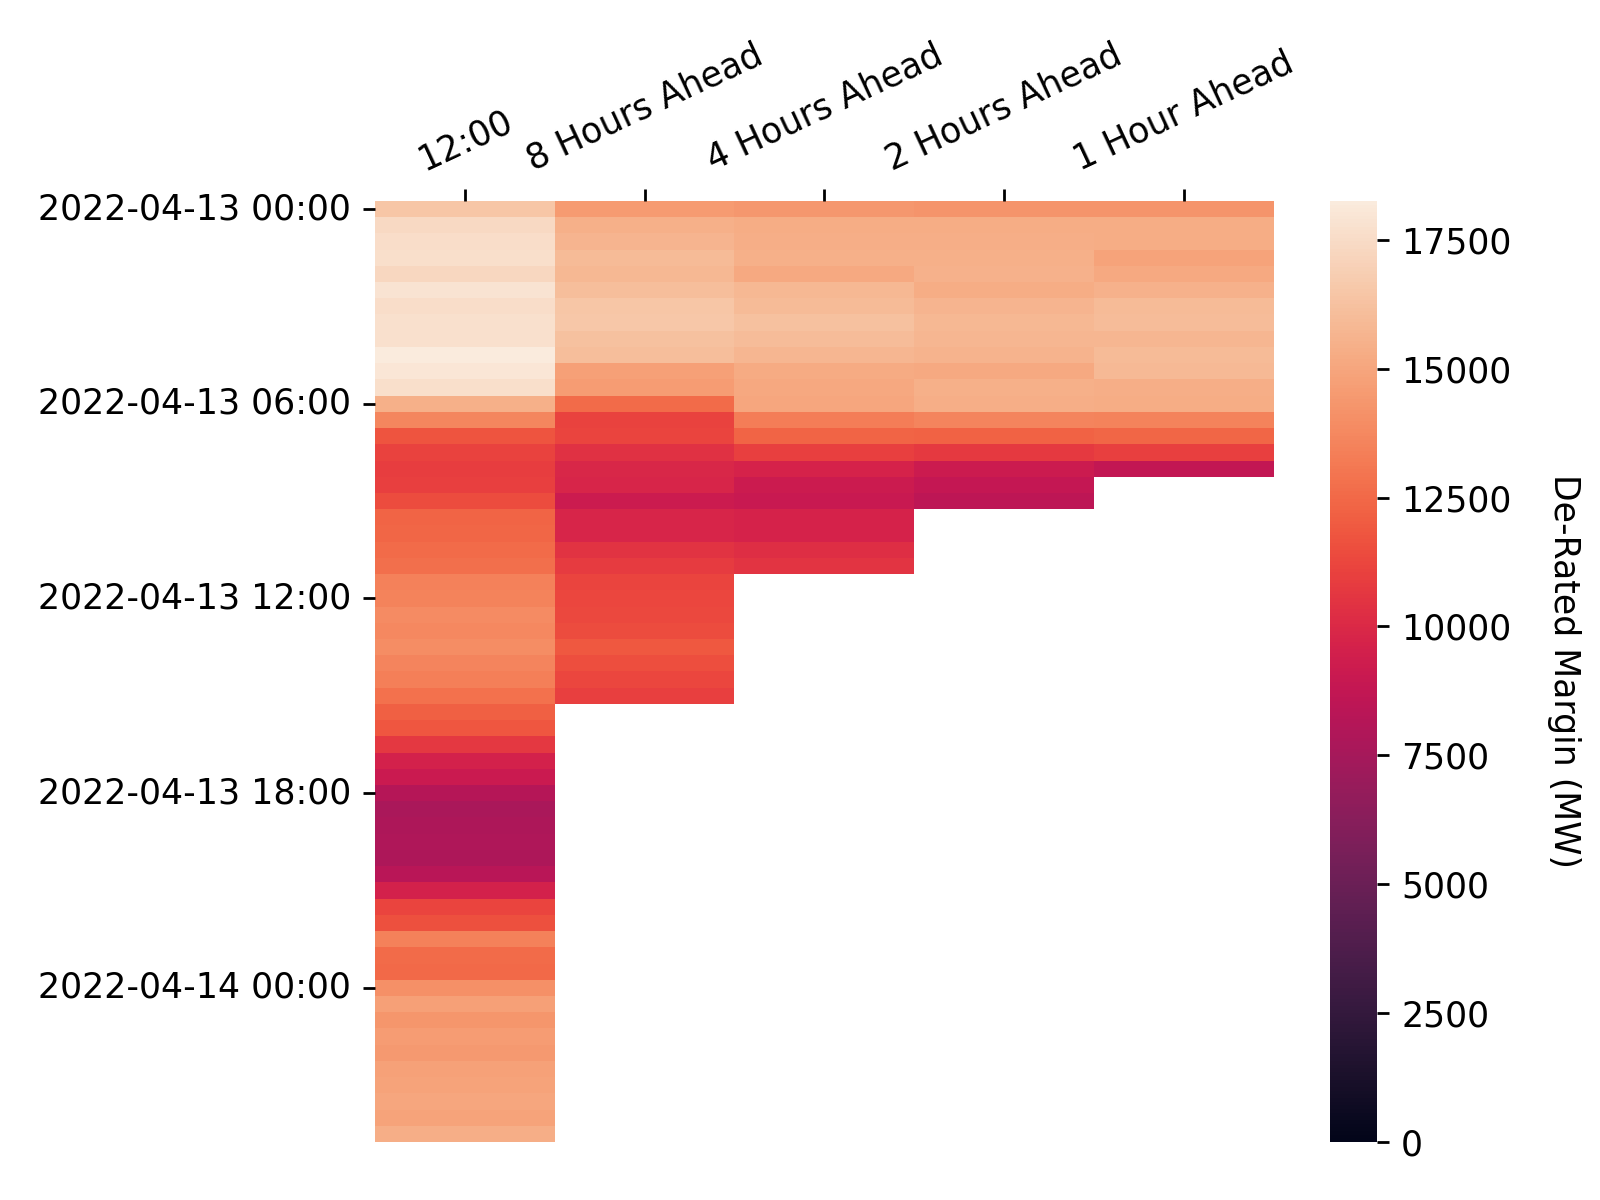 12:00
8 Hours Ahead
4 Hours Ahead
2 Hours Ahead
1 Hour Ahead
2022-04-13 00:00
2022-04-13 06:00
2022-04-13 12:00
2022-04-13 18:00
2022-04-14 00:00
17500
15000
12500
10000
7500
5000
2500
0
De-Rated Margin (MW)